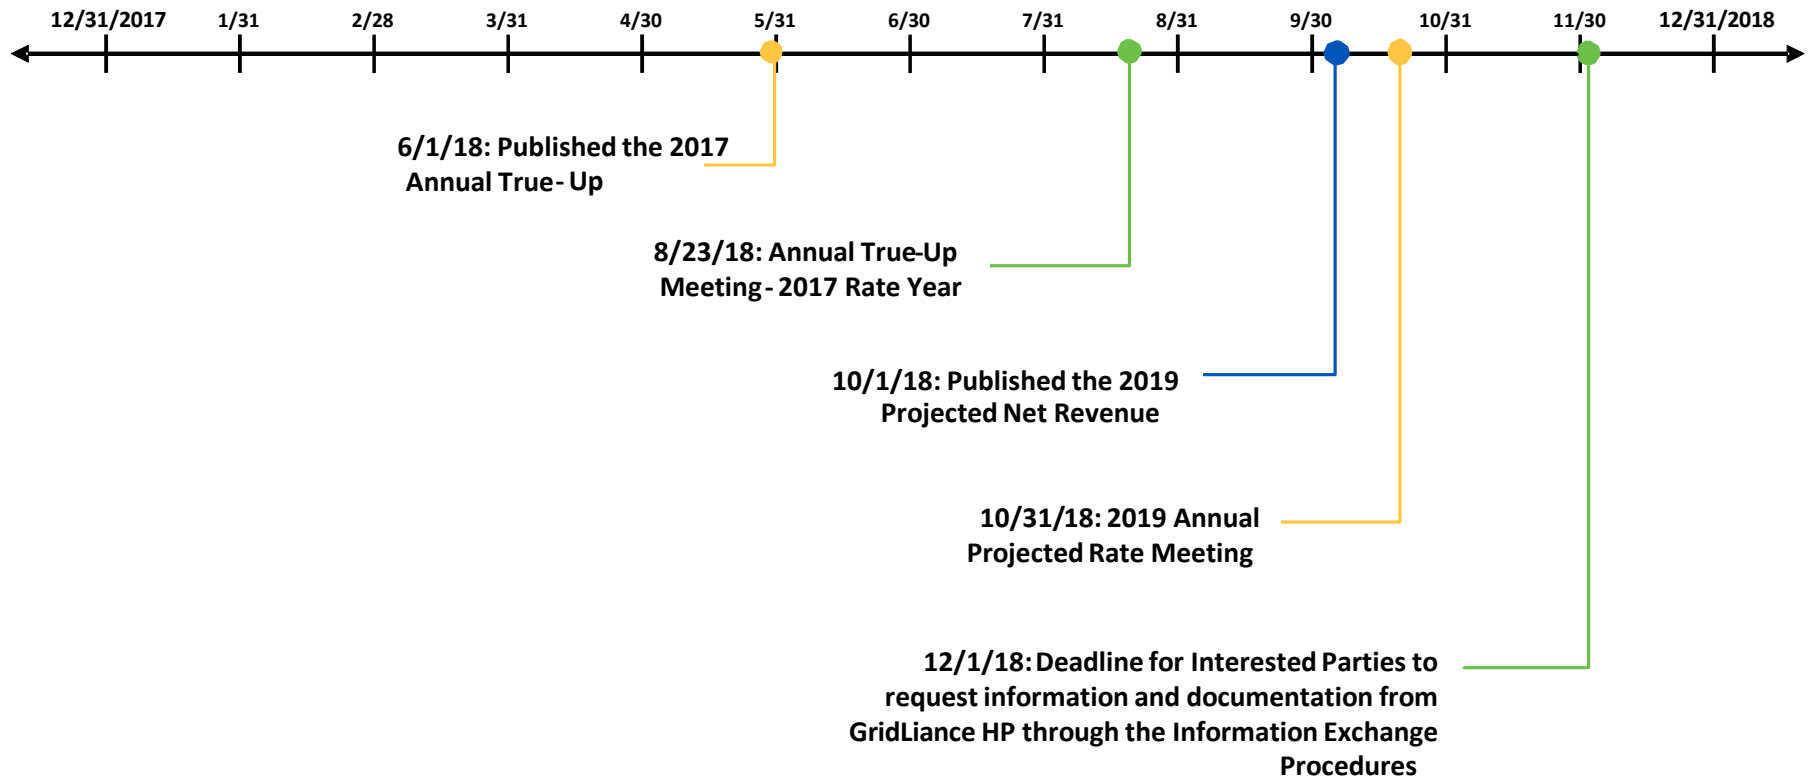 12/31/2017 1/31 2/28 3/31 4/30 5/31 6/30 7/31 8/31 9/30 10/31 11/30 12/31/2018
6/1/18: Published the 2017
Annual True-Up
8/23/18: Annual True-Up
Meeting-2017 Rate Year
10/1/18: Published the 2019
Projected Net Revenue
10/31/18: 2019 Annual
Projected Rate Meeting
12/1/18: Deadline for Interested Parties to
request information and documentation from
GridLiance HP through the Information Exchange
Procedures